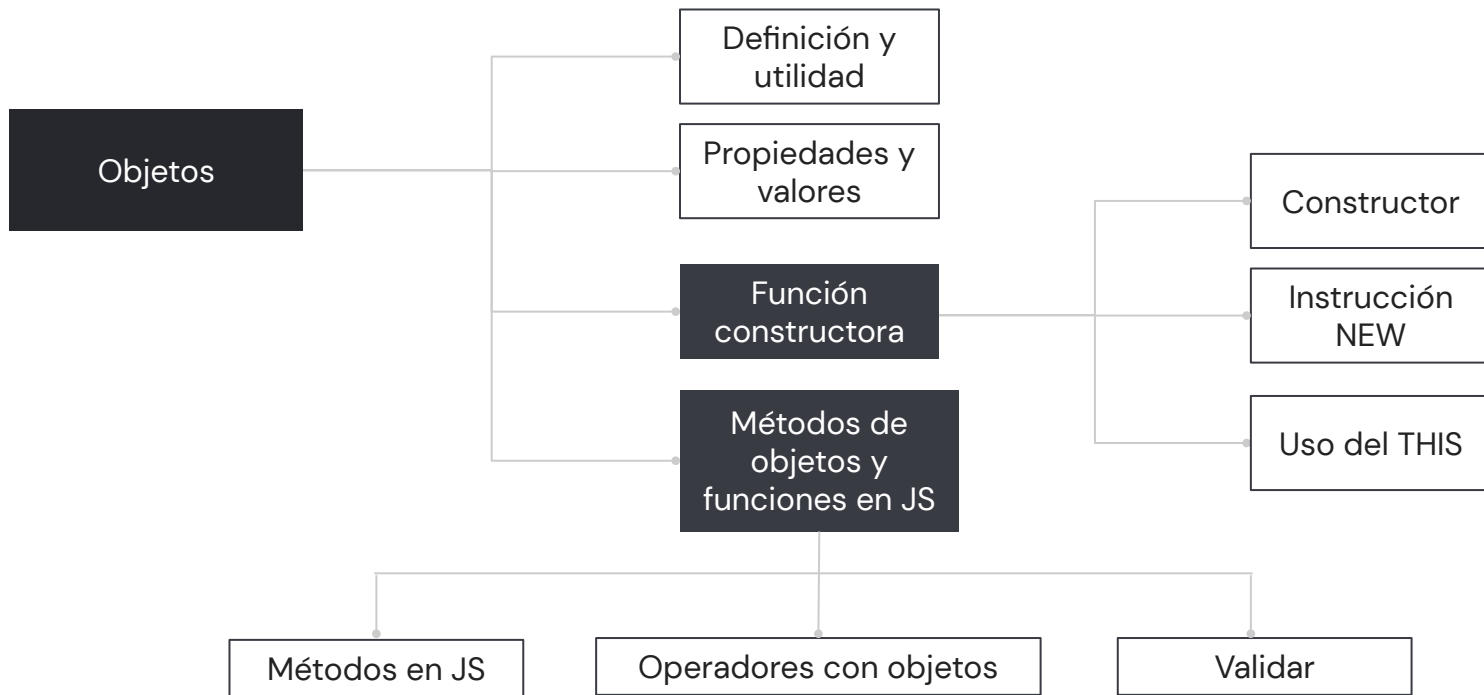 Objetos
Definición y
utilidad
Propiedades y
valores
Función
constructora
Métodos de
objetos y
funciones en JS
Constructor
Instrucción
NEW
Uso del THIS
Métodos en JS
Operadores con objetos
Validar